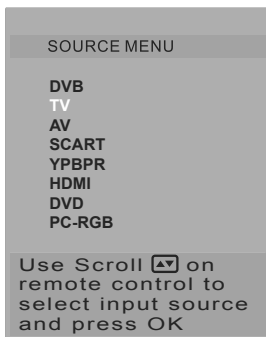 SOURCE MENU
DVB
TV
AV
SCART
YPBPR
HDMI
DVD
PC-RGB
Use Scroll ▲▼ on
remote control to
select input source
and press OK